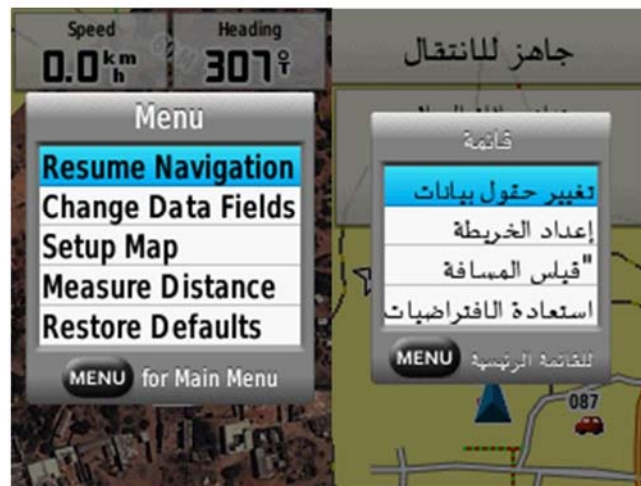 Speed
Heading
0.0 km/h
307°T
Menu
Resume Navigation
Change Data Fields
Setup Map
Measure Distance
Restore Defaults
MENU for Main Menu
جاهز للانتقال
قائمة
تغيير حقول بيانات
إعداد الخريطة
"قياس المسافة
استعادة الافتراضيات
MENU للقائمة الرئيسية
087